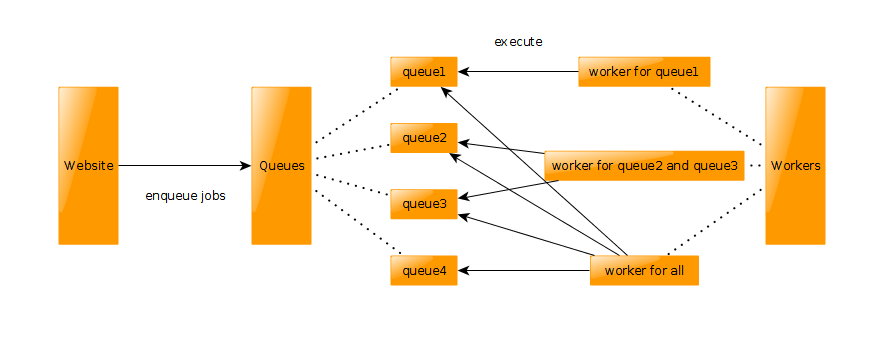 execute
queue1
worker for queue1
queue2
Website
Queues
worker for queue2 and queue3
Workers
enqueue jobs
queue3
queue4
worker for all